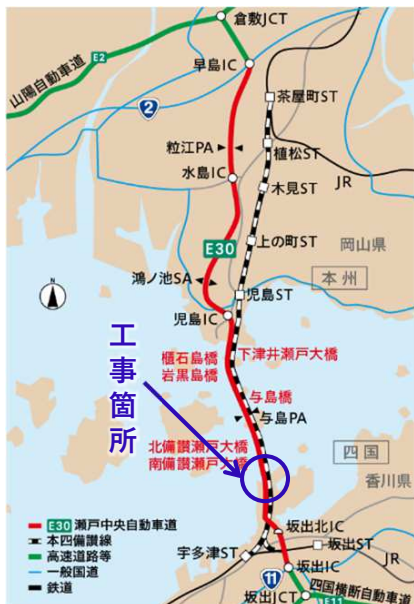 倉敷JCT
山陽自動車道
E2
早島IC
2
茶屋町ST
粒江PA
植松ST
水島IC
木見ST
JR
E30
上の町ST
岡山県
鴻ノ池SA
本州
児島ST
児島IC
工事箇所
櫃石島橋
岩黒島橋
下津井瀬戸大橋
与島橋
与島PA
北備讃瀬戸大橋
南備讃瀬戸大橋
四国
香川県
E30 瀬戸中央自動車道
本四備讃線
高速道路等
一般国道
鉄道
坂出北IC
宇多津ST
坂出ST
JR
坂出IC
11
四国横断自動車道
坂出JCT
E11
N